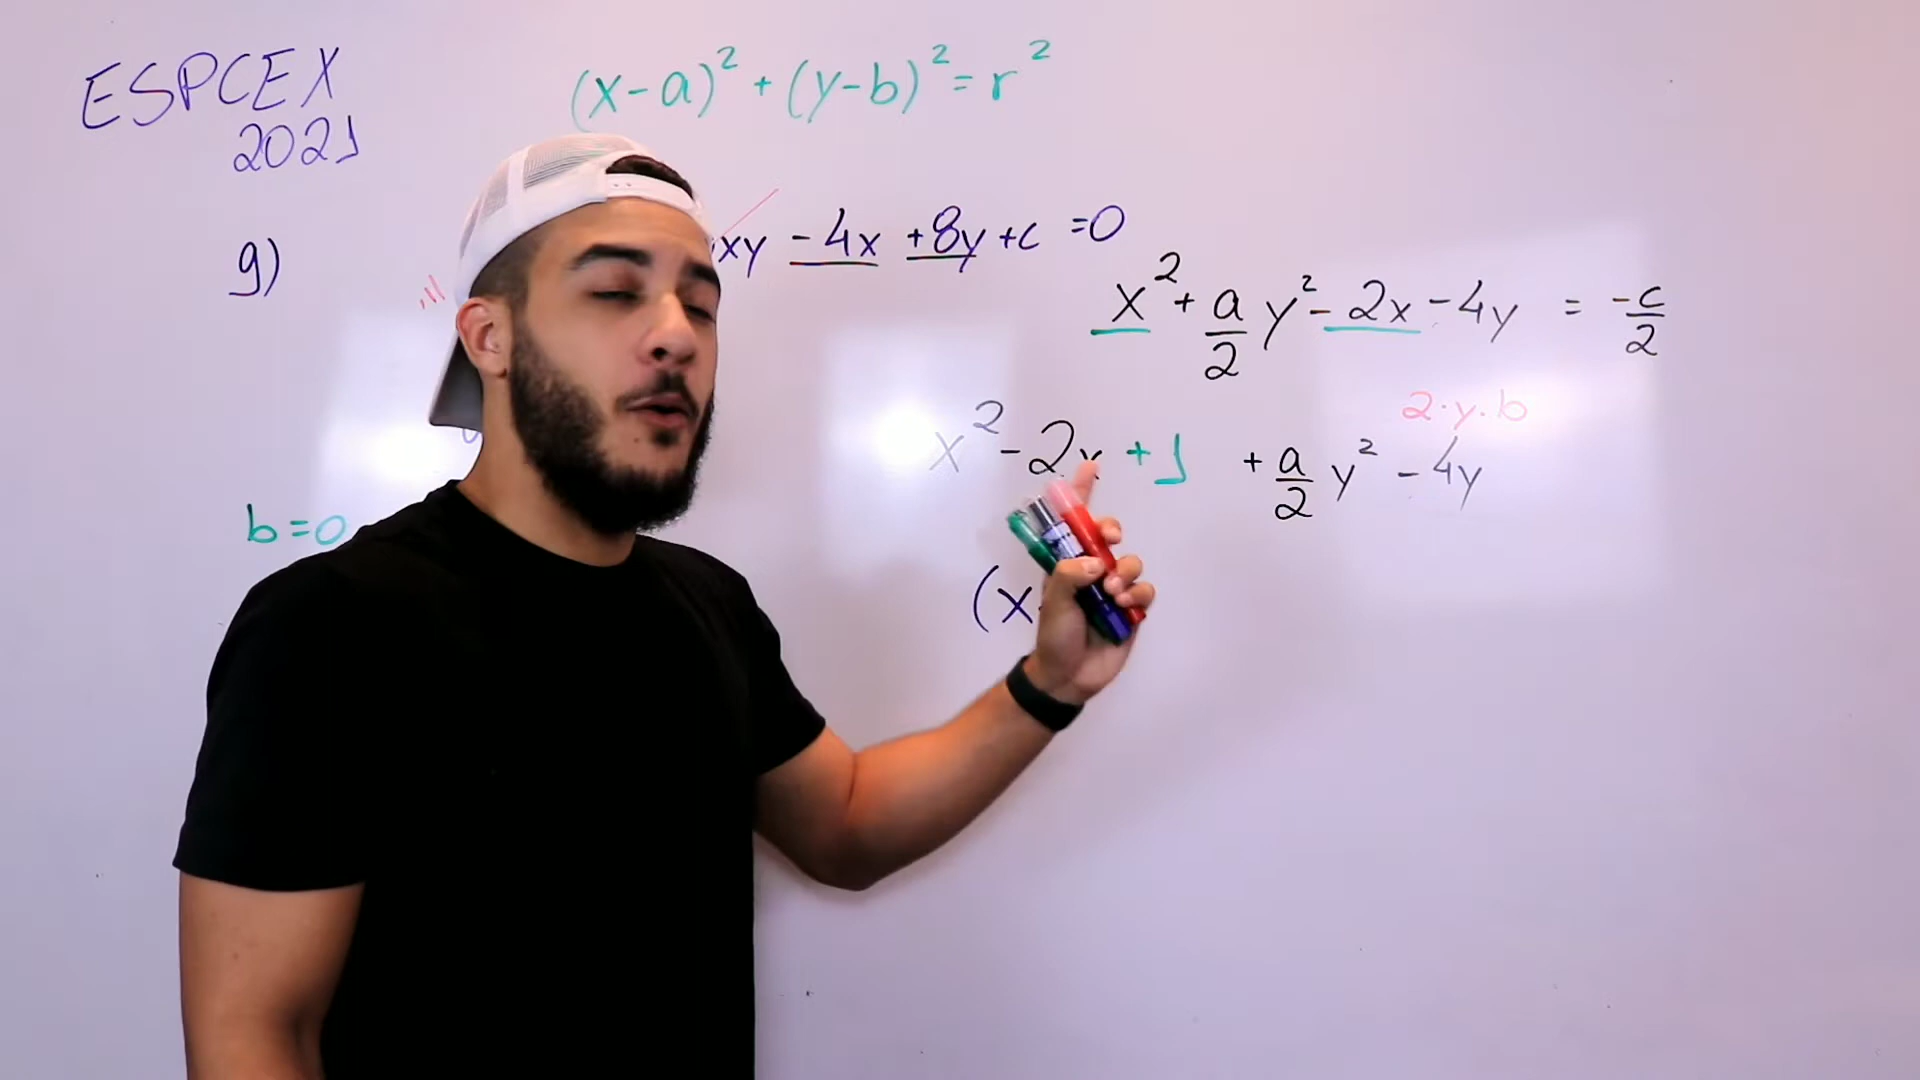 ESPCEX
2021
(x-a)² + (y-b)² = r²
9)
xy - 4x + 8y + c = 0
x² + a/2 y² - 2x - 4y = -c/2
2·y·b
x² - 2x + 1 + a/2 y² - 4y
b = 0
(x